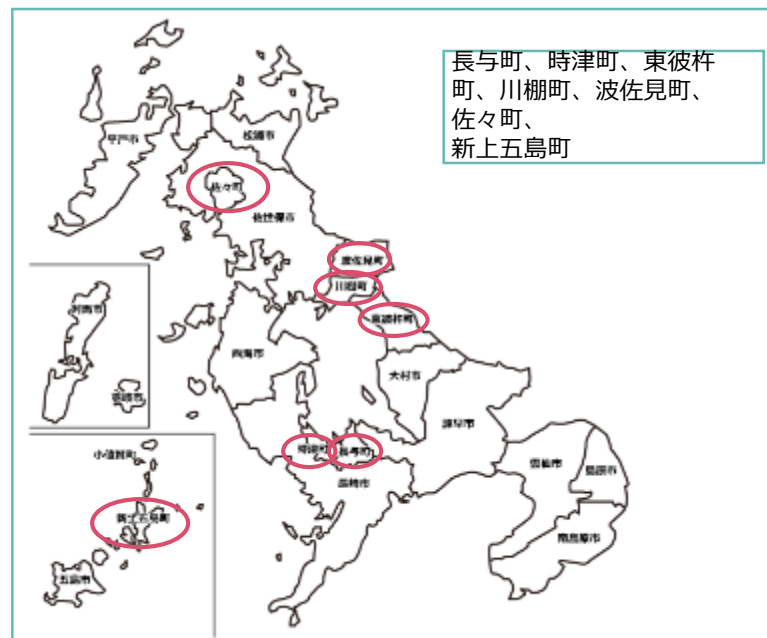 長与町、時津町、東彼杵
町、川棚町、波佐見町、
佐々町、
新上五島町
平戸市
松浦市
佐々町
佐世保市
波佐見町
川棚町
東彼杵町
対馬市
壱岐市
西海市
大村市
諫早市
時津町
長与町
長崎市
雲仙市
島原市
南島原市
小値賀町
新上五島町
五島市